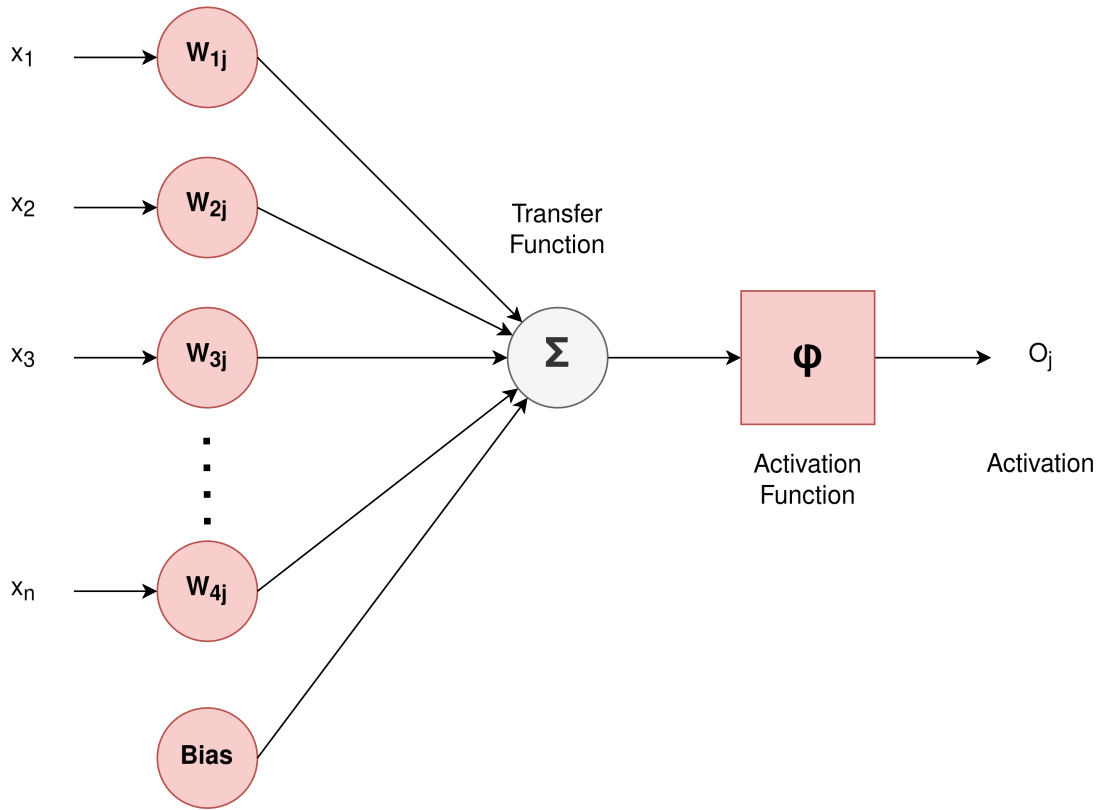 x₁
W₁ⱼ
x₂
W₂ⱼ
Transfer
Function
x₃
W₃ⱼ
Σ
φ
Oⱼ
Activation
Function
Activation
xₙ
W₄ⱼ
Bias